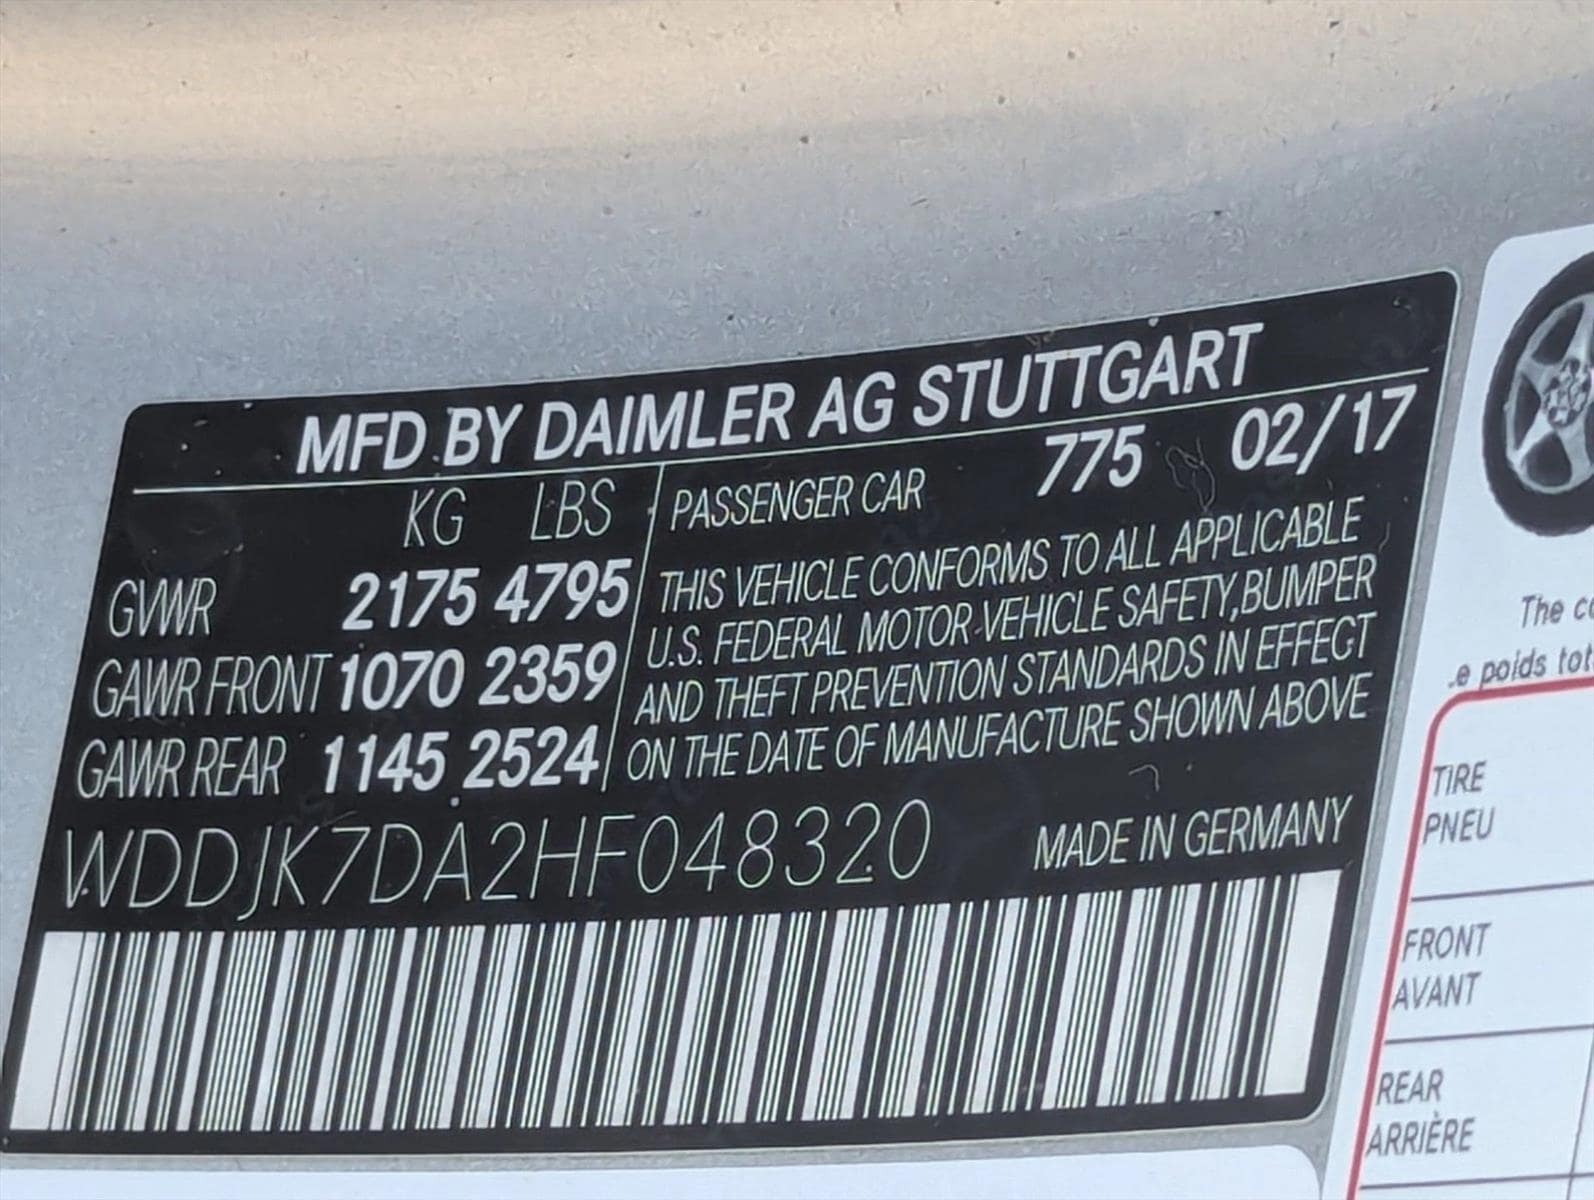 MFD BY DAIMLER AG STUTTGART
KG LBS
GVWR 2175 4795
GAWR FRONT 1070 2359
GAWR REAR 1145 2524
PASSENGER CAR 775 02/17
THIS VEHICLE CONFORMS TO ALL APPLICABLE
U.S. FEDERAL MOTOR VEHICLE SAFETY,BUMPER
AND THEFT PREVENTION STANDARDS IN EFFECT
ON THE DATE OF MANUFACTURE SHOWN ABOVE
WDDJK7DA2HF048320 MADE IN GERMANY
The
poids
TIRE
PNEU
FRONT
AVANT
REAR
ARRIÈRE